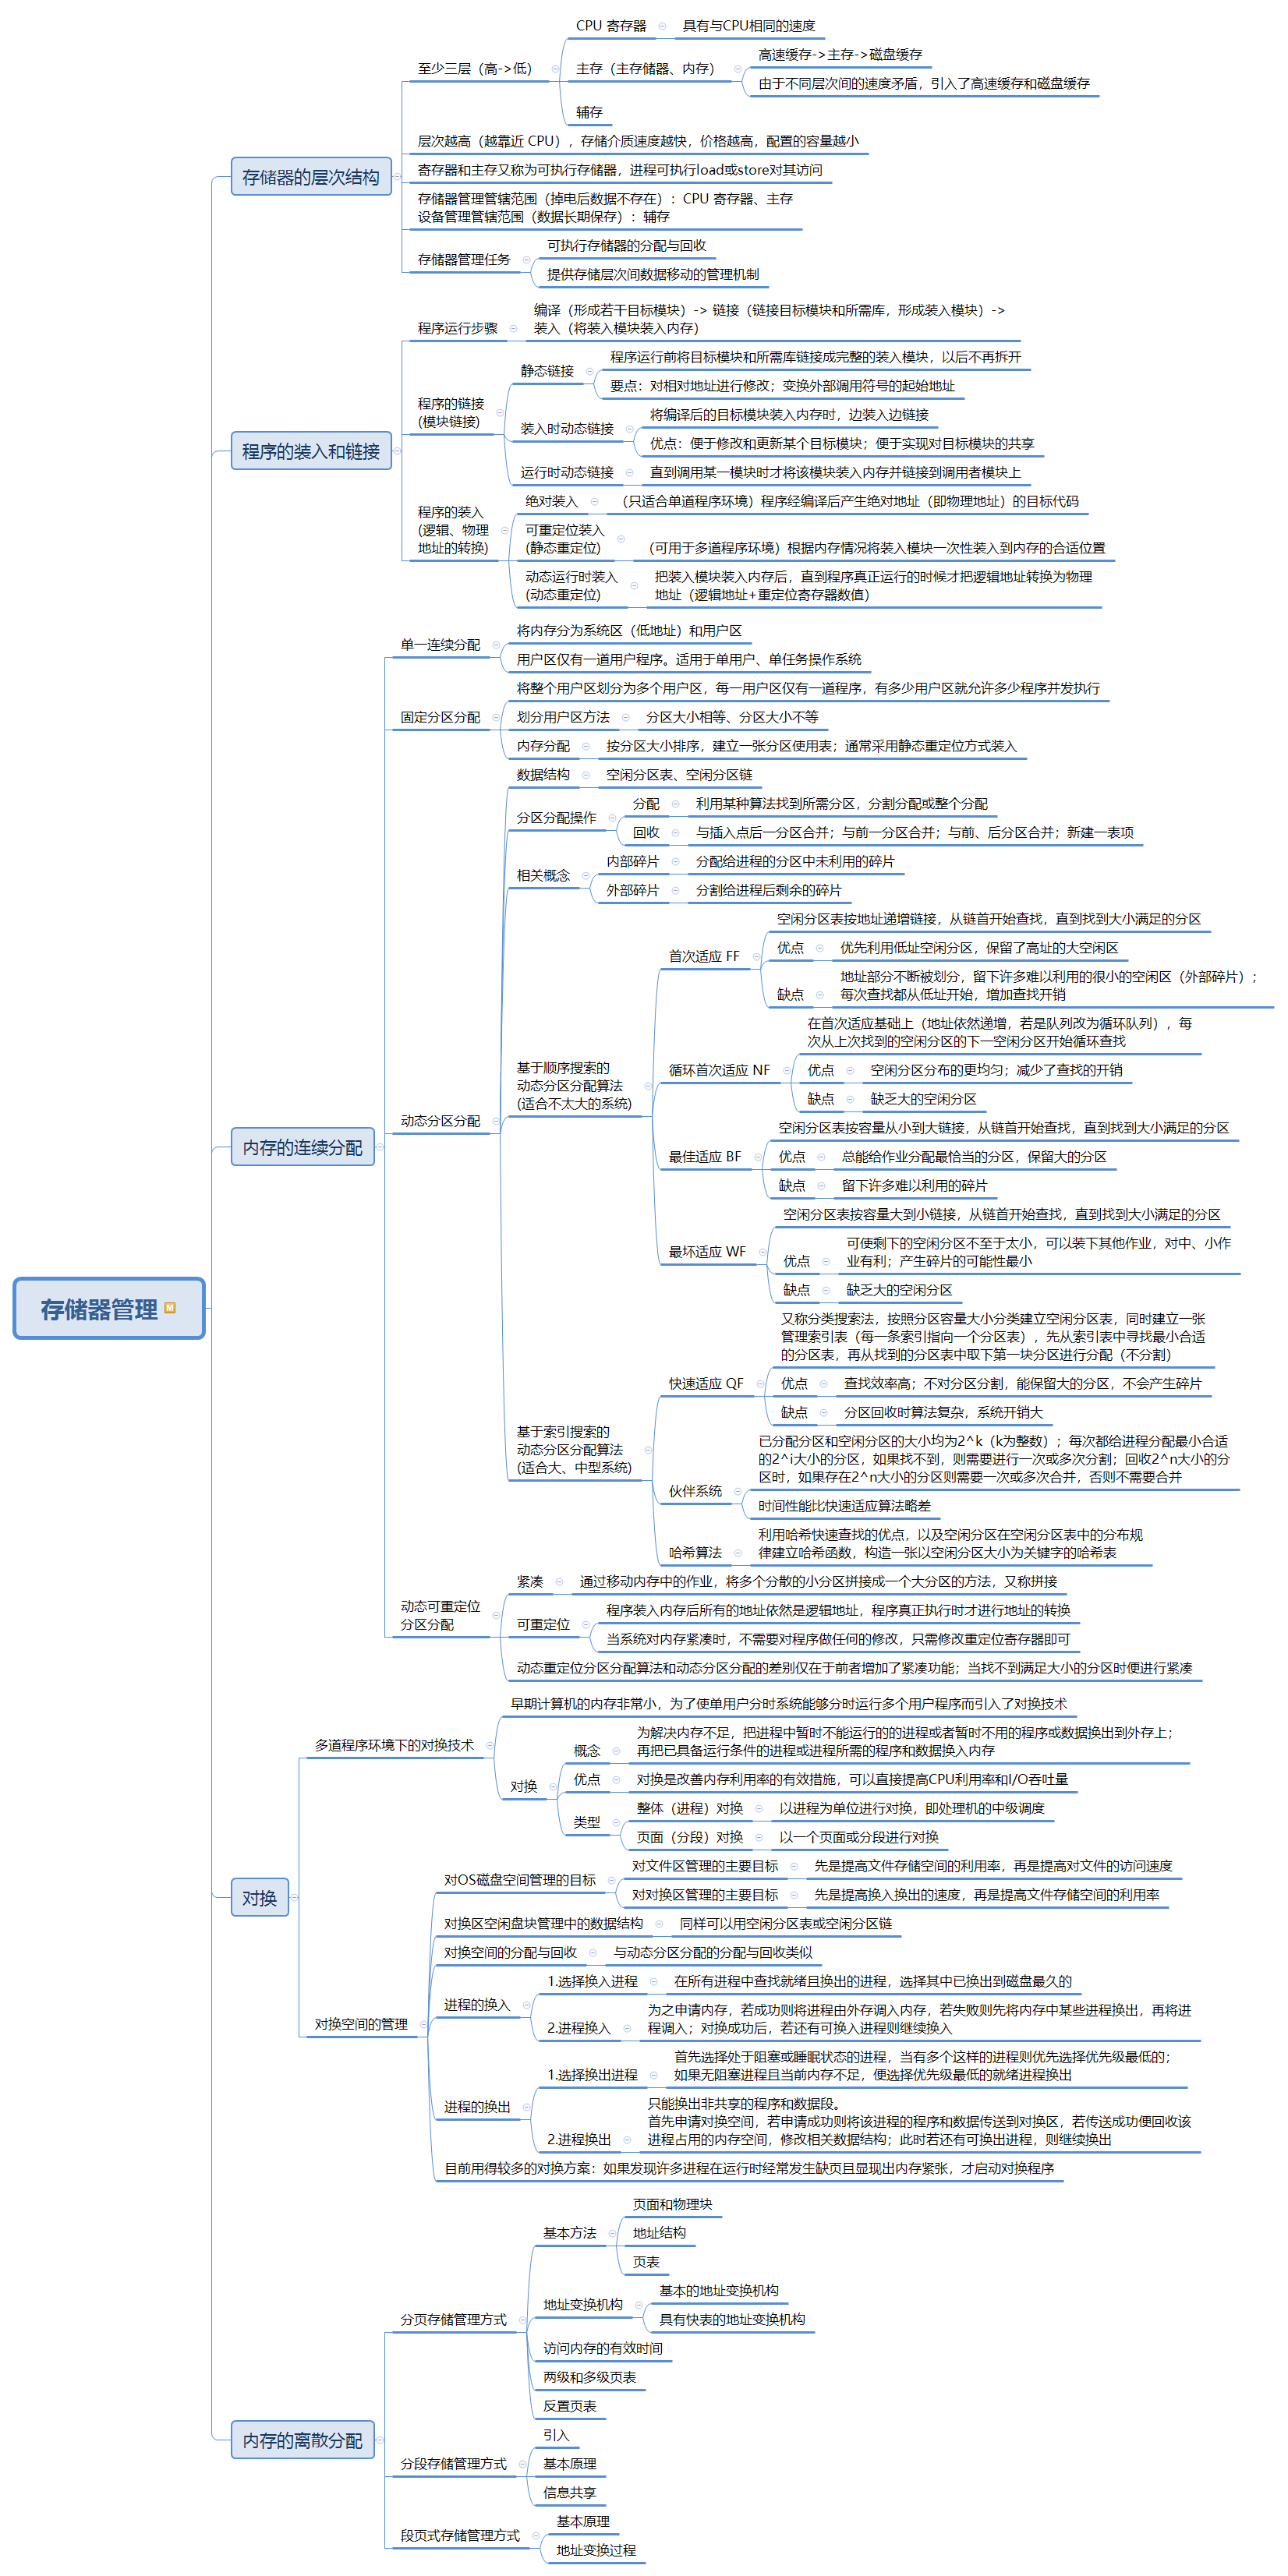 存储器管理
存储器的层次结构
至少三层（高->低）
CPU 寄存器
具有与CPU相同的速度
主存（主存储器、内存）
高速缓存->主存->磁盘缓存
由于不同层次间的速度矛盾，引入了高速缓存和磁盘缓存
辅存
层次越高（越靠近 CPU），存储介质速度越快，价格越高，配置的容量越小
寄存器和主存又称为可执行存储器，进程可执行load或store对其访问
存储器管理管辖范围（掉电后数据不存在）：CPU 寄存器、主存
设备管理管辖范围（数据长期保存）：辅存
存储器管理任务
可执行存储器的分配与回收
提供存储层次间数据移动的管理机制
程序的装入和链接
程序运行步骤
编译（形成若干目标模块）-> 链接（链接目标模块和所需库，形成装入模块）->
装入（将装入模块装入内存）
程序的链接
(模块链接)
静态链接
程序运行前将目标模块和所需库链接成完整的装入模块，以后不再拆开
要点：对相对地址进行修改；变换外部调用符号的起始地址
装入时动态链接
将编译后的目标模块装入内存时，边装入边链接
优点：便于修改和更新某个目标模块；便于实现对目标模块的共享
运行时动态链接
直到调用某一模块时才将该模块装入内存并链接到调用者模块上
程序的装入
(逻辑、物理
地址的转换)
绝对装入
（只适合单道程序环境）程序经编译后产生绝对地址（即物理地址）的目标代码
可重定位装入
(静态重定位)
（可用于多道程序环境）根据内存情况将装入模块一次性装入到内存的合适位置
动态运行时装入
(动态重定位)
把装入模块装入内存后，直到程序真正运行的时候才把逻辑地址转换为物理
地址（逻辑地址+重定位寄存器数值）
内存的连续分配
单一连续分配
将内存分为系统区（低地址）和用户区
用户区仅有一道用户程序。适用于单用户、单任务操作系统
固定分区分配
将整个用户区划分为多个用户区，每一用户区仅有一道程序，有多少用户区就允许多少程序并发执行
划分用户区方法
分区大小相等、分区大小不等
内存分配
按分区大小排序，建立一张分区使用表；通常采用静态重定位方式装入
动态分区分配
数据结构
空闲分区表、空闲分区链
分区分配操作
分配
利用某种算法找到所需分区，分割分配或整个分配
回收
与插入点后一分区合并；与前一分区合并；与前、后分区合并；新建一表项
相关概念
内部碎片
分配给进程的分区中未利用的碎片
外部碎片
分割给进程后剩余的碎片
基于顺序搜索的
动态分区分配算法
(适合不太大的系统)
首次适应 FF
空闲分区表按地址递增链接，从链首开始查找，直到找到大小满足的分区
优点
优先利用低址空闲分区，保留了高址的大空闲区
缺点
地址部分不断被划分，留下许多难以利用的很小的空闲区（外部碎片）；
每次查找都从低址开始，增加查找开销
循环首次适应 NF
在首次适应基础上（地址依然递增，若是队列改为循环队列），每
次从上次找到的空闲分区的下一空闲分区开始循环查找
优点
空闲分区分布的更均匀；减少了查找的开销
缺点
缺乏大的空闲分区
最佳适应 BF
空闲分区表按容量从小到大链接，从链首开始查找，直到找到大小满足的分区
优点
总能给作业分配最恰当的分区，保留大的分区
缺点
留下许多难以利用的碎片
最坏适应 WF
空闲分区表按容量大到小链接，从链首开始查找，直到找到大小满足的分区
优点
可使剩下的空闲分区不至于太小，可以装下其他作业，对中、小作
业有利；产生碎片的可能性最小
缺点
缺乏大的空闲分区
基于索引搜索的
动态分区分配算法
(适合大、中型系统)
快速适应 QF
又称分类搜索法，按照分区容量大小分类建立空闲分区表，同时建立一张
管理索引表（每一条索引指向一个分区表），先从索引表中寻找最小合适
的分区表，再从找到的分区表中取下第一块分区进行分配（不分割）
优点
查找效率高；不对分区分割，能保留大的分区，不会产生碎片
缺点
分区回收时算法复杂，系统开销大
伙伴系统
已分配分区和空闲分区的大小均为2^k（k为整数）；每次都给进程分配最小合适
的2^i大小的分区，如果找不到，则需要进行一次或多次分割；回收2^n大小的分
区时，如果存在2^n大小的分区则需要一次或多次合并，否则不需要合并
时间性能比快速适应算法略差
哈希算法
利用哈希快速查找的优点，以及空闲分区在空闲分区表中的分布规
律建立哈希函数，构造一张以空闲分区大小为关键字的哈希表
动态可重定位
分区分配
紧凑
通过移动内存中的作业，将多个分散的小分区拼接成一个大分区的方法，又称拼接
可重定位
程序装入内存后所有的地址依然是逻辑地址，程序真正执行时才进行地址的转换
当系统对内存紧凑时，不需要对程序做任何的修改，只需修改重定位寄存器即可
动态重定位分区分配算法和动态分区分配的差别仅在于前者增加了紧凑功能；当找不到满足大小的分区时便进行紧凑
对换
多道程序环境下的对换技术
早期计算机的内存非常小，为了使单用户分时系统能够分时运行多个用户程序而引入了对换技术
对换
概念
为解决内存不足，把进程中暂时不能运行的的进程或者暂时不用的程序或数据换出到外存上；
再把已具备运行条件的进程或进程所需的程序和数据换入内存
优点
对换是改善内存利用率的有效措施，可以直接提高CPU利用率和I/O吞吐量
类型
整体（进程）对换
以进程为单位进行对换，即处理机的中级调度
页面（分段）对换
以一个页面或分段进行对换
对换空间的管理
对OS磁盘空间管理的目标
对文件区管理的主要目标
先是提高文件存储空间的利用率，再是提高对文件的访问速度
对对换区管理的主要目标
先是提高换入换出的速度，再是提高文件存储空间的利用率
对换区空闲盘块管理中的数据结构
同样可以用空闲分区表或空闲分区链
对换空间的分配与回收
与动态分区分配的分配与回收类似
进程的换入
1.选择换入进程
在所有进程中查找就绪且换出的进程，选择其中已换出到磁盘最久的
2.进程换入
为之申请内存，若成功则将进程由外存调入内存，若失败则先将内存中某些进程换出，再将进
程调入；对换成功后，若还有可换入进程则继续换入
进程的换出
1.选择换出进程
首先选择处于阻塞或睡眠状态的进程，当有多个这样的进程则优先选择优先级最低的；
如果无阻塞进程且当前内存不足，便选择优先级最低的就绪进程换出
2.进程换出
只能换出非共享的程序和数据段。
首先申请对换空间，若申请成功则将该进程的程序和数据传送到对换区，若传送成功便回收该
进程占用的内存空间，修改相关数据结构；此时若还有可换出进程，则继续换出
目前用得较多的对换方案：如果发现许多进程在运行时经常发生缺页且显现出内存紧张，才启动对换程序
内存的离散分配
分页存储管理方式
基本方法
页面和物理块
地址结构
页表
地址变换机构
基本的地址变换机构
具有快表的地址变换机构
访问内存的有效时间
两级和多级页表
反置页表
分段存储管理方式
引入
基本原理
信息共享
段页式存储管理方式
基本原理
地址变换过程